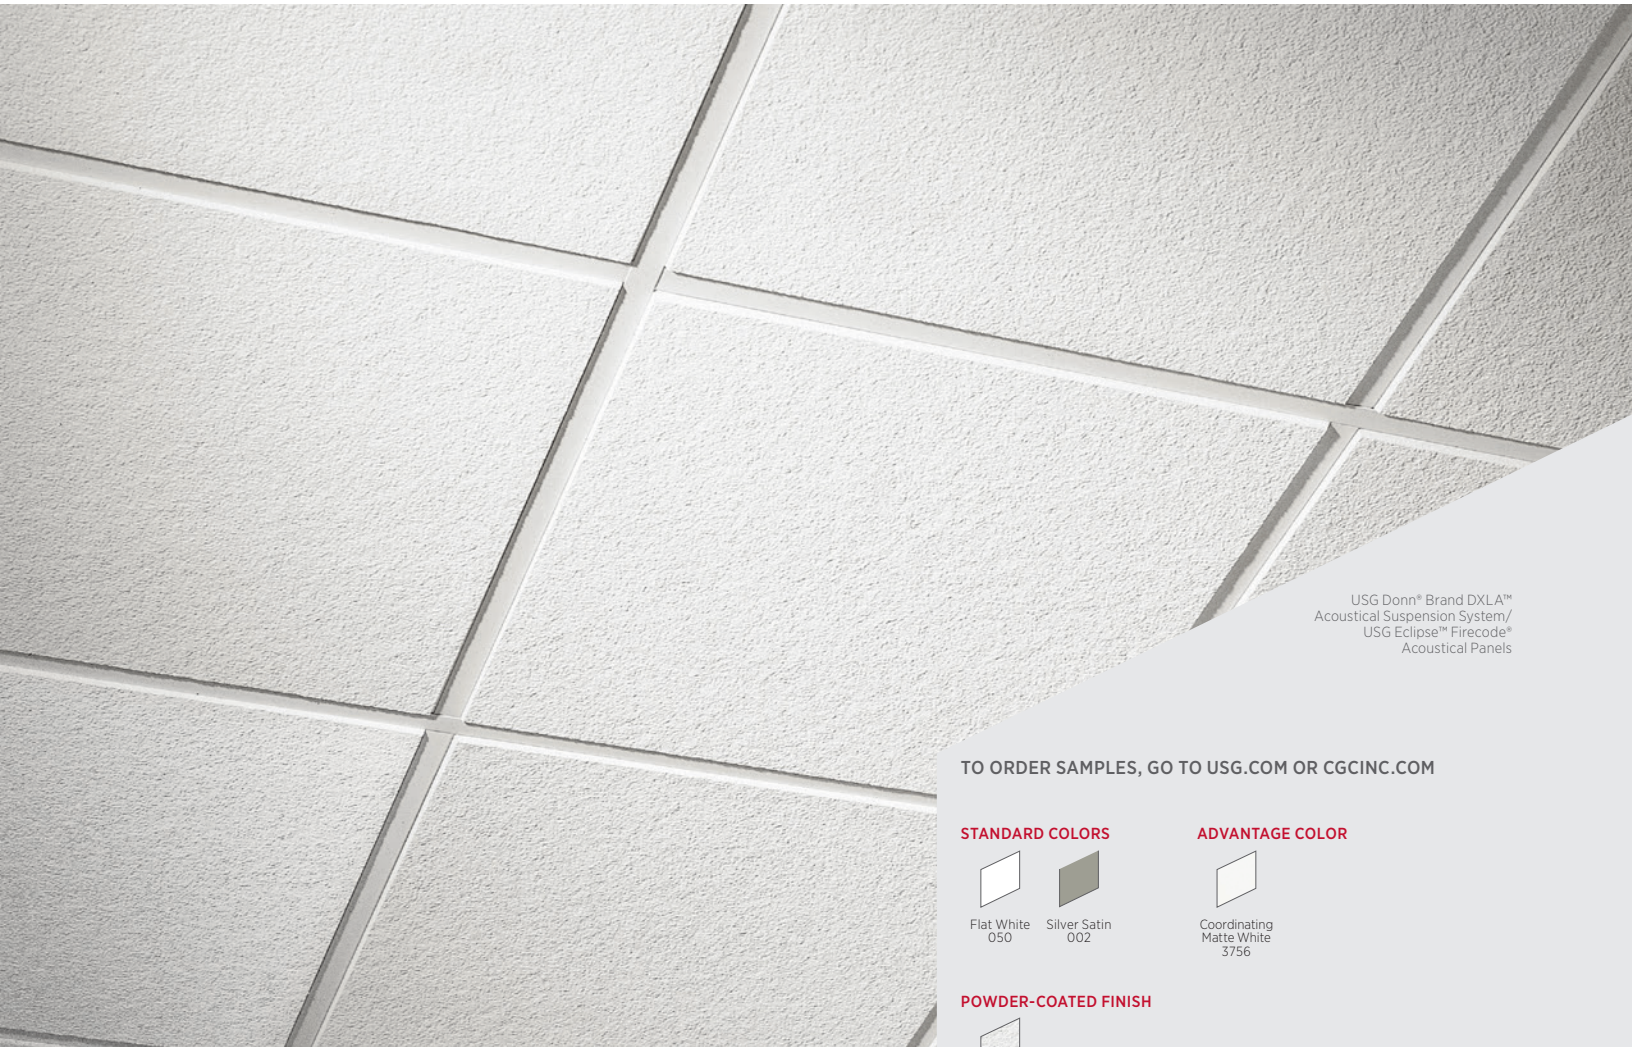 USG Donn® Brand DXLA™
Acoustical Suspension System/
USG Eclipse™ Firecode®
Acoustical Panels
TO ORDER SAMPLES, GO TO USG.COM OR CGCINC.COM
STANDARD COLORS
Flat White
050
Silver Satin
002
ADVANTAGE COLOR
Coordinating
Matte White
3756
POWDER-COATED FINISH